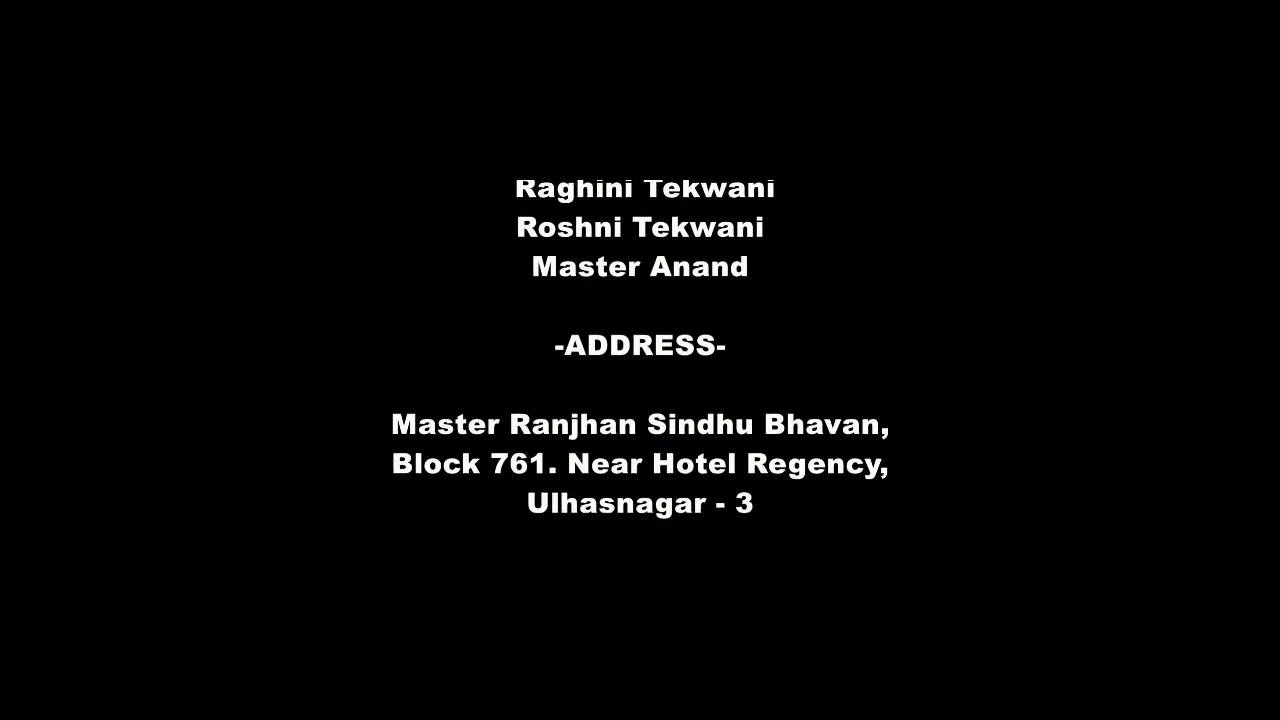 Raghini Tekwani
Roshni Tekwani
Master Anand
-ADDRESS-
Master Ranjhan Sindhu Bhavan,
Block 761. Near Hotel Regency,
Ulhasnagar - 3